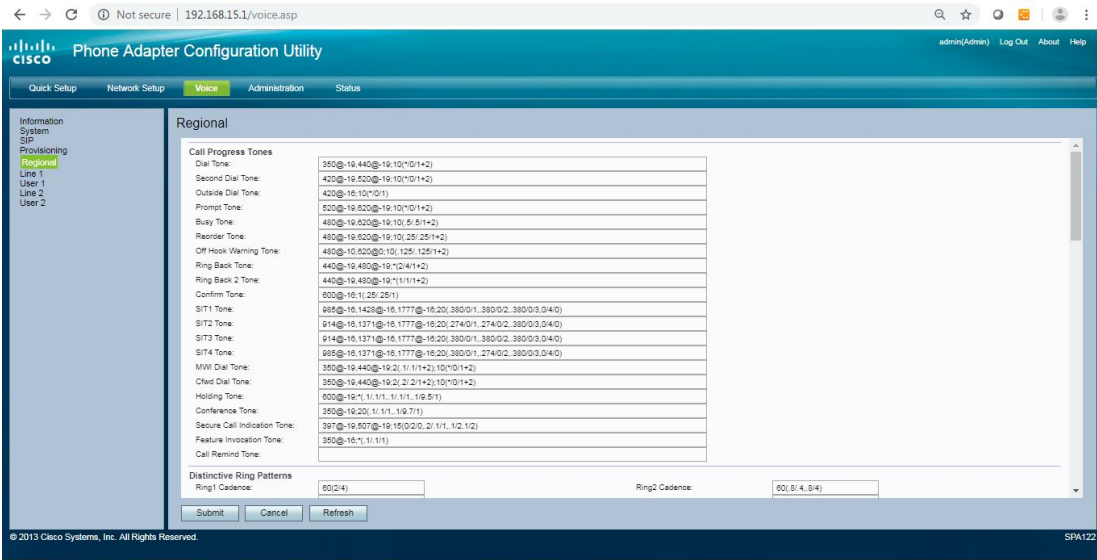 Not secure | 192.168.15.1/voice.asp
CISCO Phone Adapter Configuration Utility
admin(Admin) Log Out About Help
Quick Setup Network Setup Voice Administration Status
Information
System
SIP
Provisioning
Regional
Line 1
User 1
Line 2
User 2
Regional
Call Progress Tones
Dial Tone: 350@-19,440@-19;10(*/0/1+2)
Second Dial Tone: 420@-19,520@-19;10(*/0/1+2)
Outside Dial Tone: 420@-16;10(*/0/1)
Prompt Tone: 520@-19,620@-19;10(*/0/1+2)
Busy Tone: 480@-19,620@-19;10(.5/.5/1+2)
Reorder Tone: 480@-19,620@-19;10(.25/.25/1+2)
Off Hook Warning Tone: 480@-10,620@0;10(.125/.125/1+2)
Ring Back Tone: 440@-19,480@-19;*(2/4/1+2)
Ring Back 2 Tone: 440@-19,480@-19;*(1/1/1+2)
Confirm Tone: 600@-16;1(.25/.25/1)
SIT1 Tone: 985@-16,1428@-16,1777@-16;20(.380/0/1,.380/0/2,.380/0/3,0/4/0)
SIT2 Tone: 914@-16,1371@-16,1777@-16;20(.274/0/1,.274/0/2,.380/0/3,0/4/0)
SIT3 Tone: 914@-16,1371@-16,1777@-16;20(.380/0/1,.380/0/2,.380/0/3,0/4/0)
SIT4 Tone: 985@-16,1371@-16,1777@-16;20(.380/0/1,.274/0/2,.380/0/3,0/4/0)
MWI Dial Tone: 350@-19,440@-19;2(.1/.1/1+2);10(*/0/1+2)
Cfwd Dial Tone: 350@-19,440@-19;2(.2/.2/1+2);10(*/0/1+2)
Holding Tone: 600@-19;*(.1/.1/1,.1/.1/1,.1/9.5/1)
Conference Tone: 350@-19;20(.1/.1/1,.1/9.7/1)
Secure Call Indication Tone: 397@-19,507@-19;15(0/2/0,.2/.1/1,.1/2.1/2)
Feature Invocation Tone: 350@-16;*(.1/.1/1)
Call Remind Tone:
Distinctive Ring Patterns
Ring1 Cadence: 60(2/4) Ring2 Cadence: 60(.8/.4,.8/4)
Submit Cancel Refresh
© 2013 Cisco Systems, Inc. All Rights Reserved. SPA122